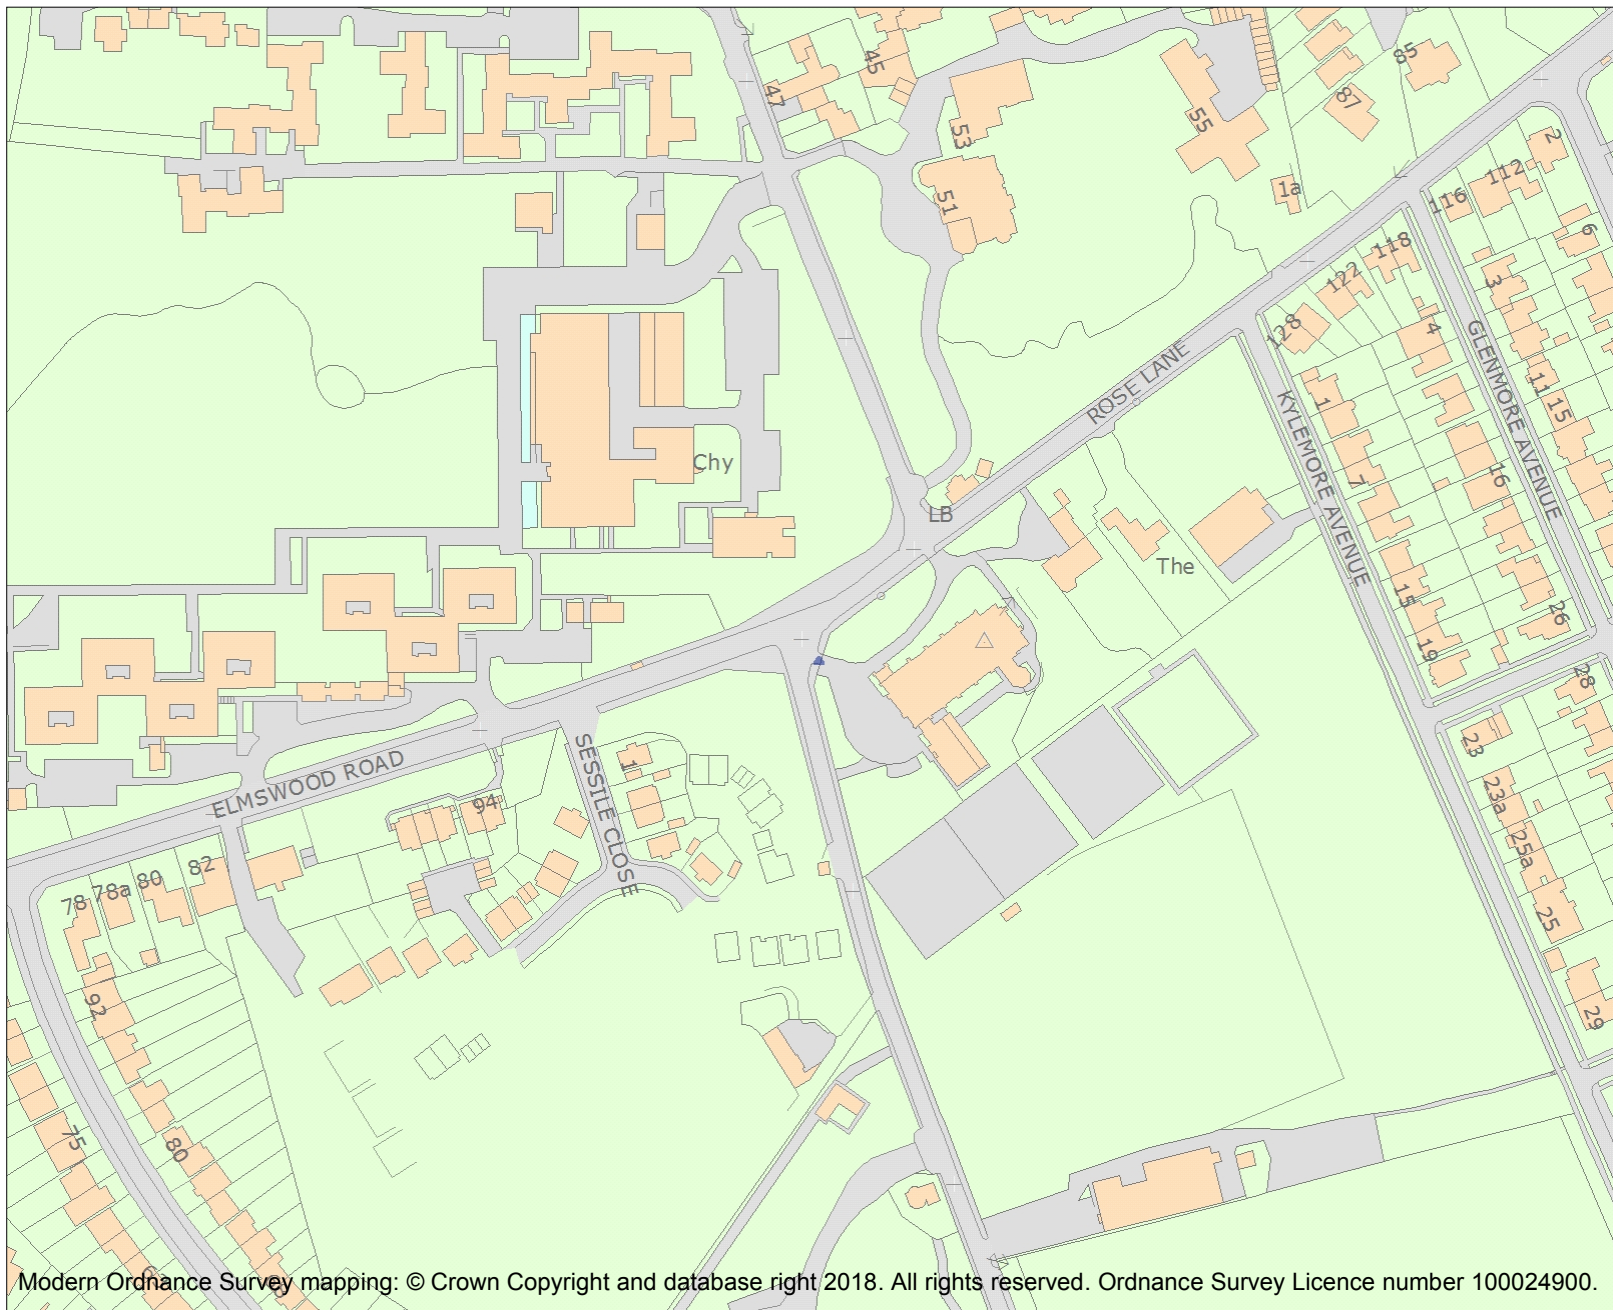 45
47
53
51
55
85
87
1a
2
112
116
6
118
122
128
3
4
GLENMORE AVENUE
11
15
ROSE LANE
KYLEMORE AVENUE
1
7
16
Chy
LB
The
15
19
26
28
ELMSWOOD ROAD
SESSILE CLOSE
1
94
23
23a
25a
25
29
78
78a
80
82
92
75
80
Modern Ordnance Survey mapping: © Crown Copyright and database right 2018. All rights reserved. Ordnance Survey Licence number 100024900.